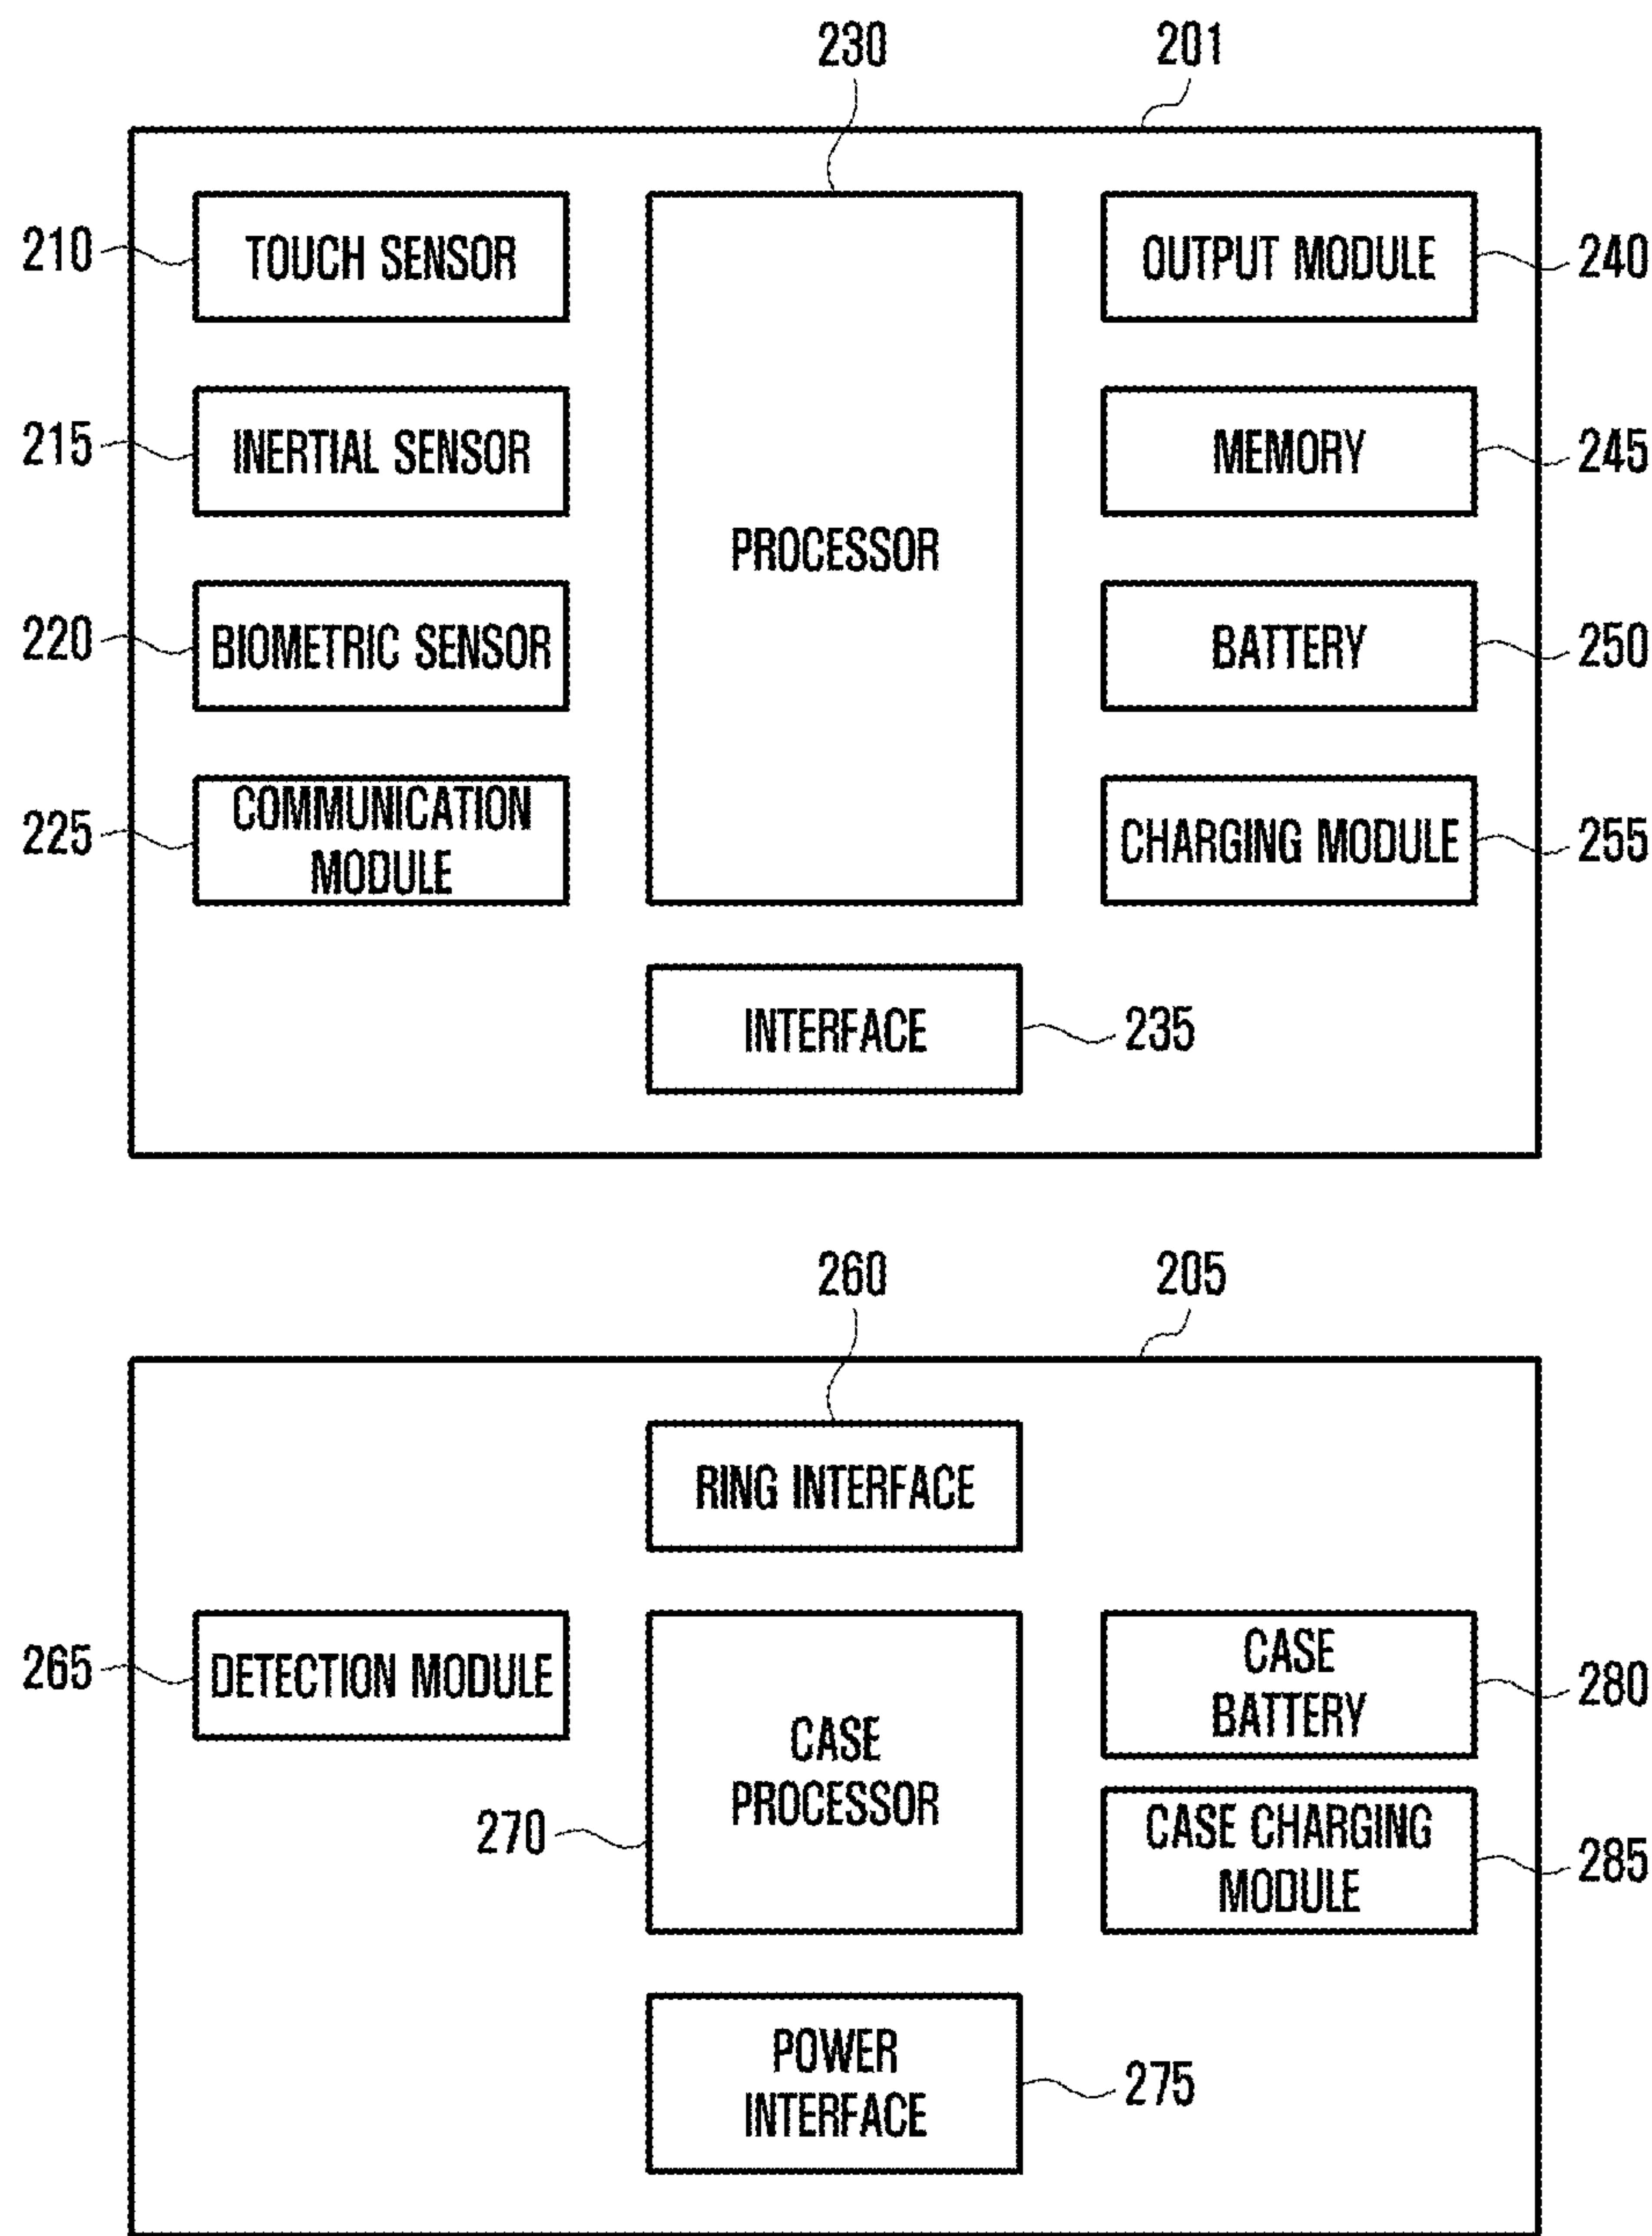 230
201
210
TOUCH SENSOR
OUTPUT MODULE
240
215
INERTIAL SENSOR
MEMORY
245
PROCESSOR
220
BIOMETRIC SENSOR
BATTERY
250
225
COMMUNICATION
MODULE
CHARGING MODULE
255
INTERFACE
235
260
205
RING INTERFACE
265
DETECTION MODULE
CASE
PROCESSOR
270
CASE
BATTERY
280
CASE CHARGING
MODULE
285
POWER
INTERFACE
275